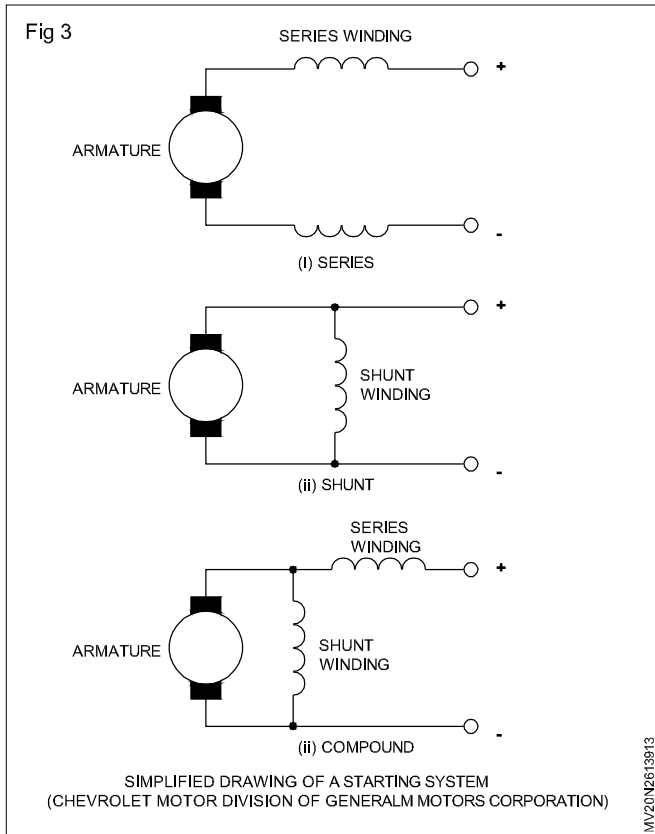 Fig 3
SERIES WINDING
+
ARMATURE
-
(I) SERIES
+
ARMATURE
SHUNT
WINDING
-
(ii) SHUNT
SERIES
WINDING
+
ARMATURE
SHUNT
WINDING
-
(ii) COMPOUND
SIMPLIFIED DRAWING OF A STARTING SYSTEM
(CHEVROLET MOTOR DIVISION OF GENERALM MOTORS CORPORATION)
MV20N2613913